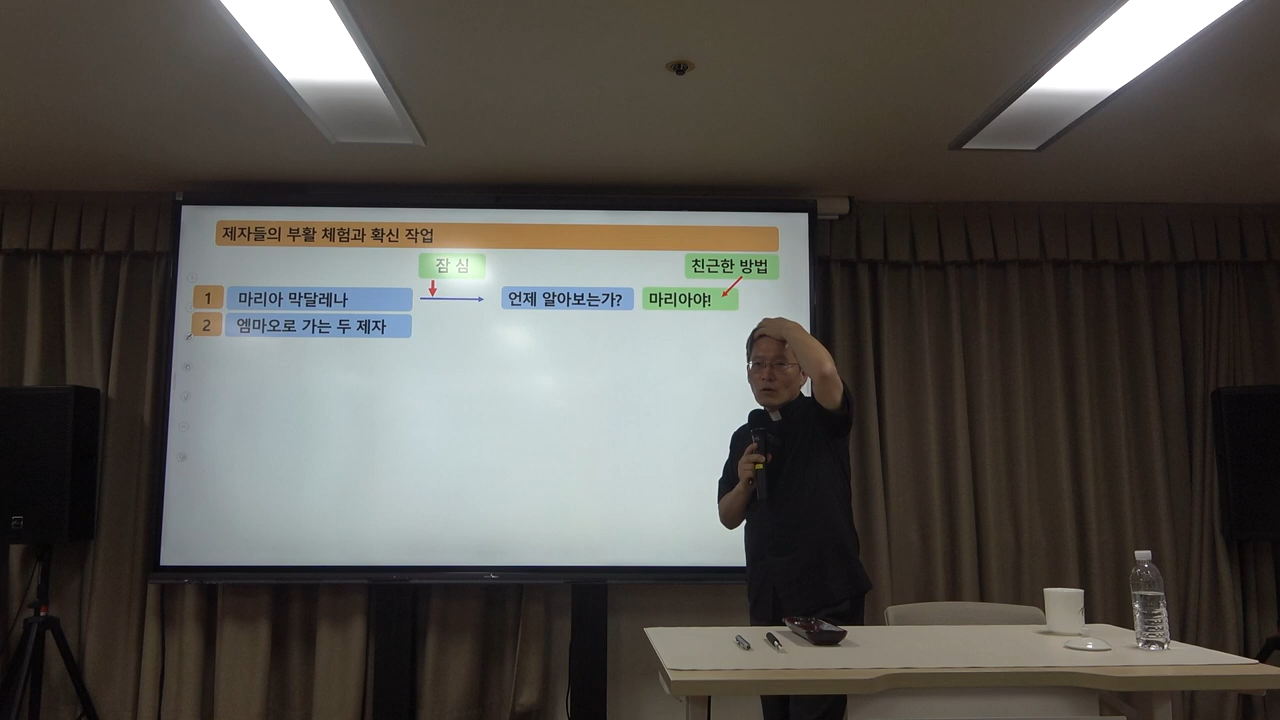 제자들의 부활 체험과 확신 작업
잠 심
친근한 방법
1 마리아 막달레나 언제 알아보는가? 마리아야!
2 엠마오로 가는 두 제자